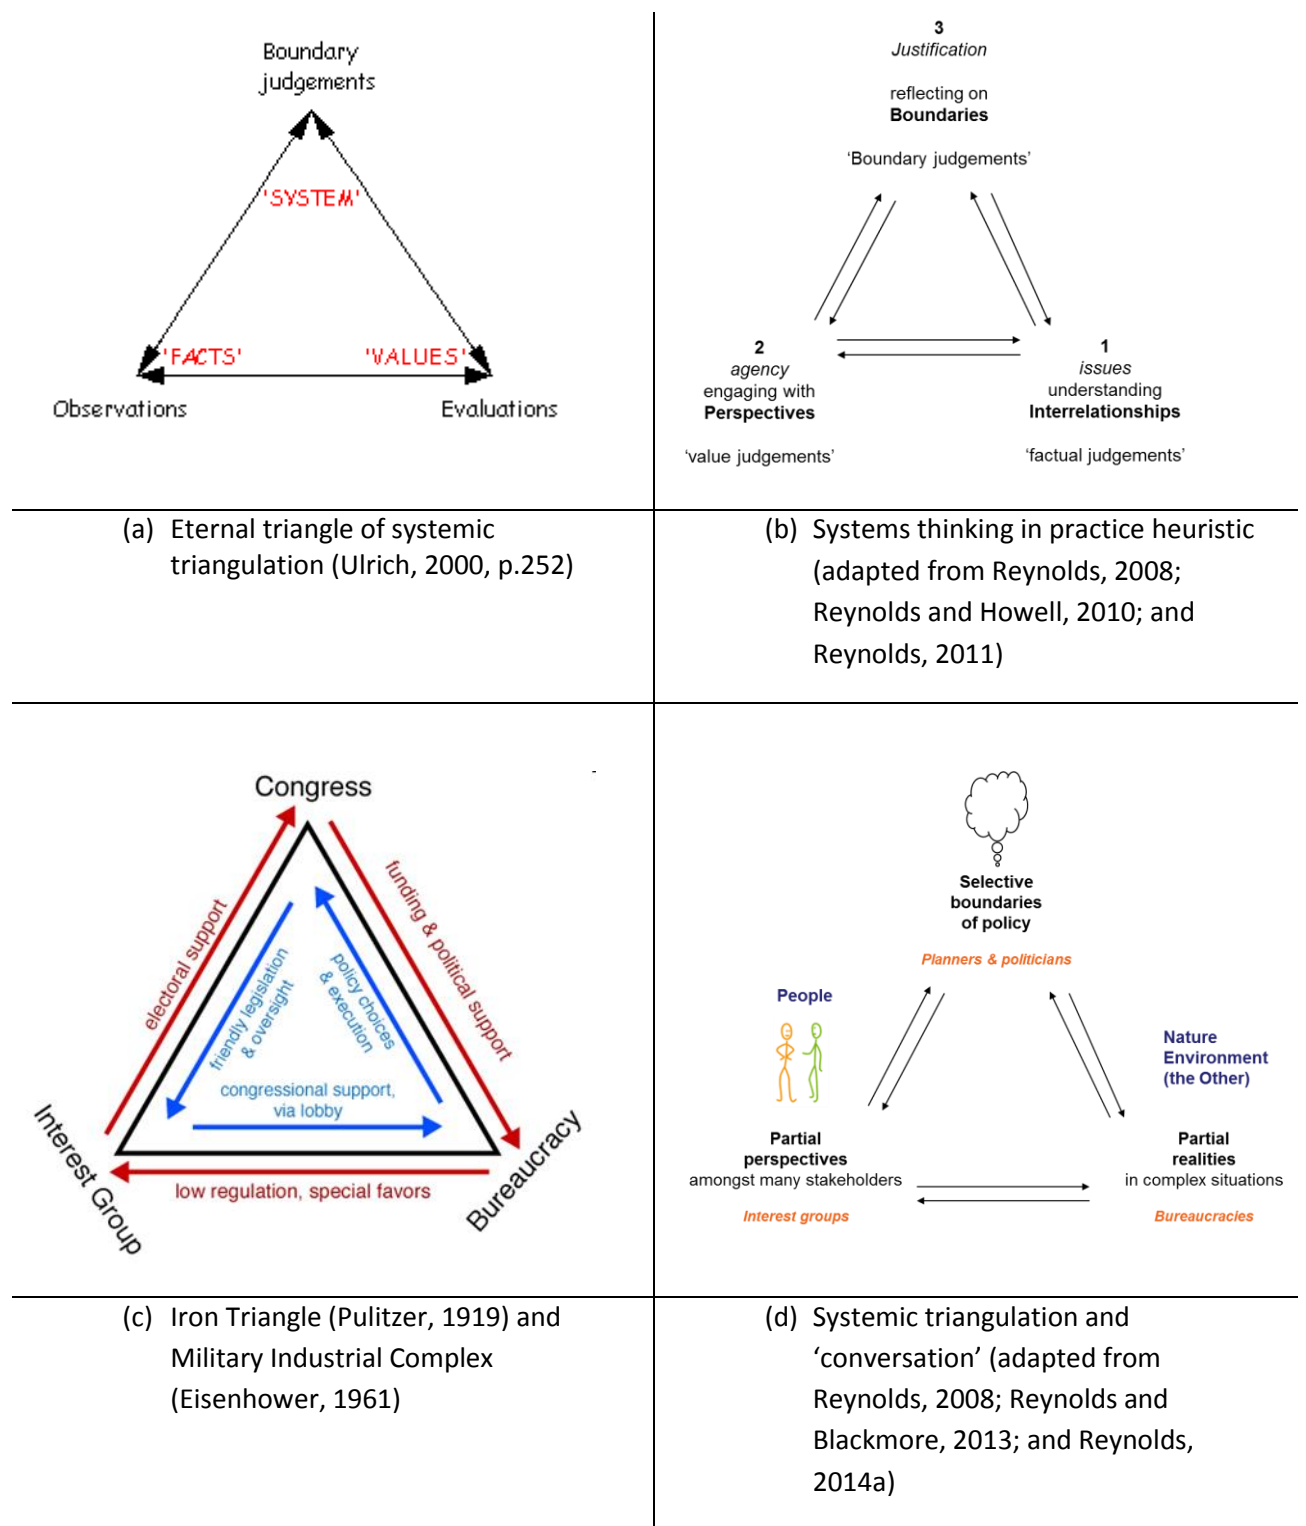 Boundary
judgements
'SYSTEM'
'FACTS'
'VALUES'
Observations
Evaluations
3
Justification
reflecting on
Boundaries
'Boundary judgements'
2
agency
engaging with
Perspectives
'value judgements'
1
issues
understanding
Interrelationships
'factual judgements'
(a) Eternal triangle of systemic
triangulation (Ulrich, 2000, p.252)
(b) Systems thinking in practice heuristic
(adapted from Reynolds, 2008;
Reynolds and Howell, 2010; and
Reynolds, 2011)
Congress
electoral support
friendly legislation
& oversight
policy choices
& execution
funding & political support
congressional support,
via lobby
low regulation, special favors
Interest Group
Bureaucracy
-
Selective
boundaries
of policy
Planners & politicians
People
Nature
Environment
(the Other)
Partial
perspectives
amongst many stakeholders
Interest groups
Partial
realities
in complex situations
Bureaucracies
(c) Iron Triangle (Pulitzer, 1919) and
Military Industrial Complex
(Eisenhower, 1961)
(d) Systemic triangulation and
‘conversation’ (adapted from
Reynolds, 2008; Reynolds and
Blackmore, 2013; and Reynolds,
2014a)